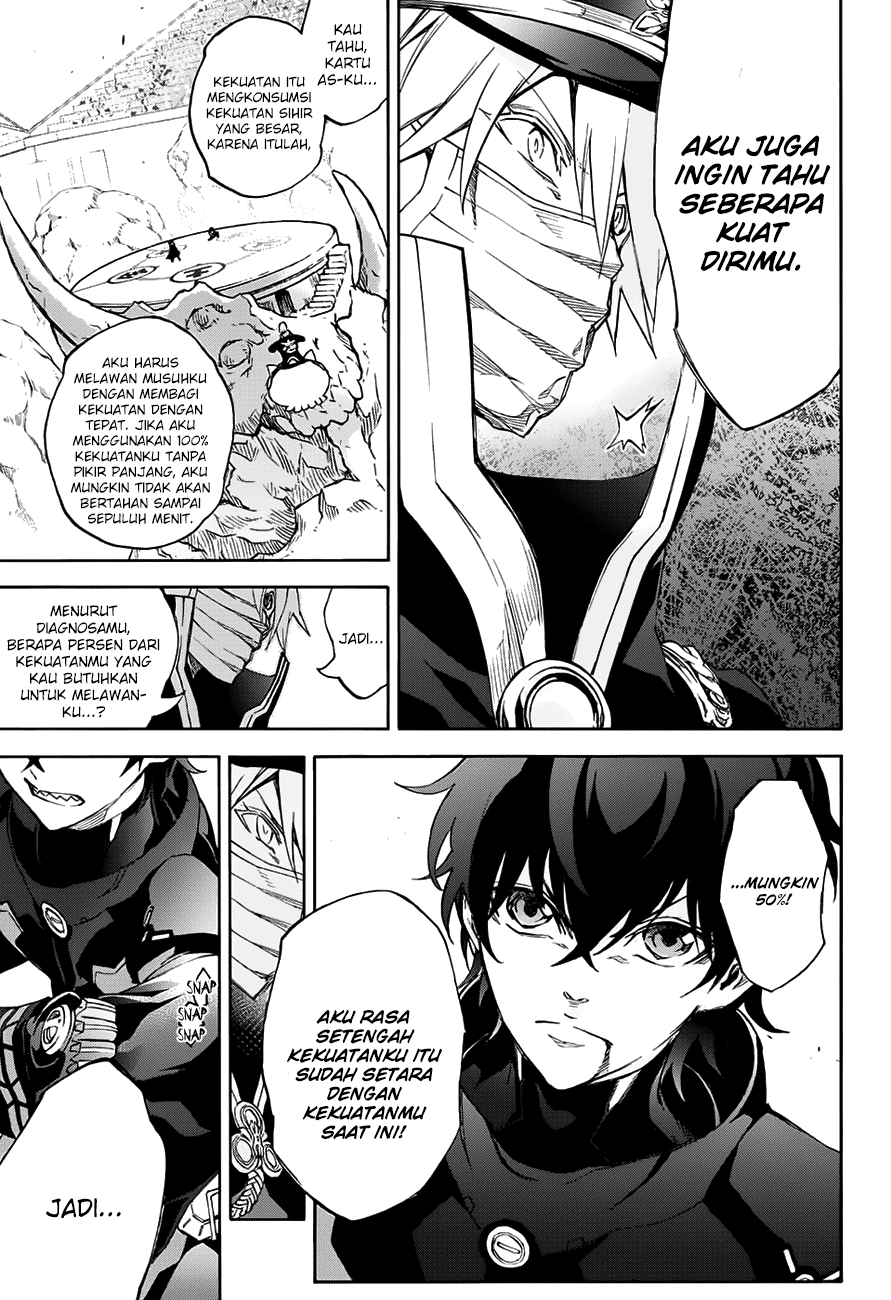 AKU JUGA
INGIN TAHU
SEBERAPA
KUAT
DIRIMU.
KAU
TAHU,
KARTU
AS-KU...
KEKUATAN ITU
MENGKONSUMSI
KEKUATAN SIHIR
YANG BESAR,
KARENA ITULAH,
AKU HARUS
MELAWAN MUSUHKU
DENGAN MEMBAGI
KEKUATAN DENGAN
TEPAT. JIKA AKU
MENGGUNAKAN 100%
KEKUATANKU TANPA
PIKIR PANJANG, AKU
MUNGKIN TIDAK AKAN
BERTAHAN SAMPAI
SEPULUH MENIT.
JADI...
MENURUT
DIAGNOSAMU,
BERAPA PERSEN DARI
KEKUATANMU YANG
KAU BUTUHKAN
UNTUK MELAWAN-
KU...?
...MUNGKIN
50%!
AKU RASA
SETENGAH
KEKUATANKU ITU
SUDAH SETARA
DENGAN
KEKUATANMU
SAAT INI!
SNAP
SNAP
SNAP
JADI...